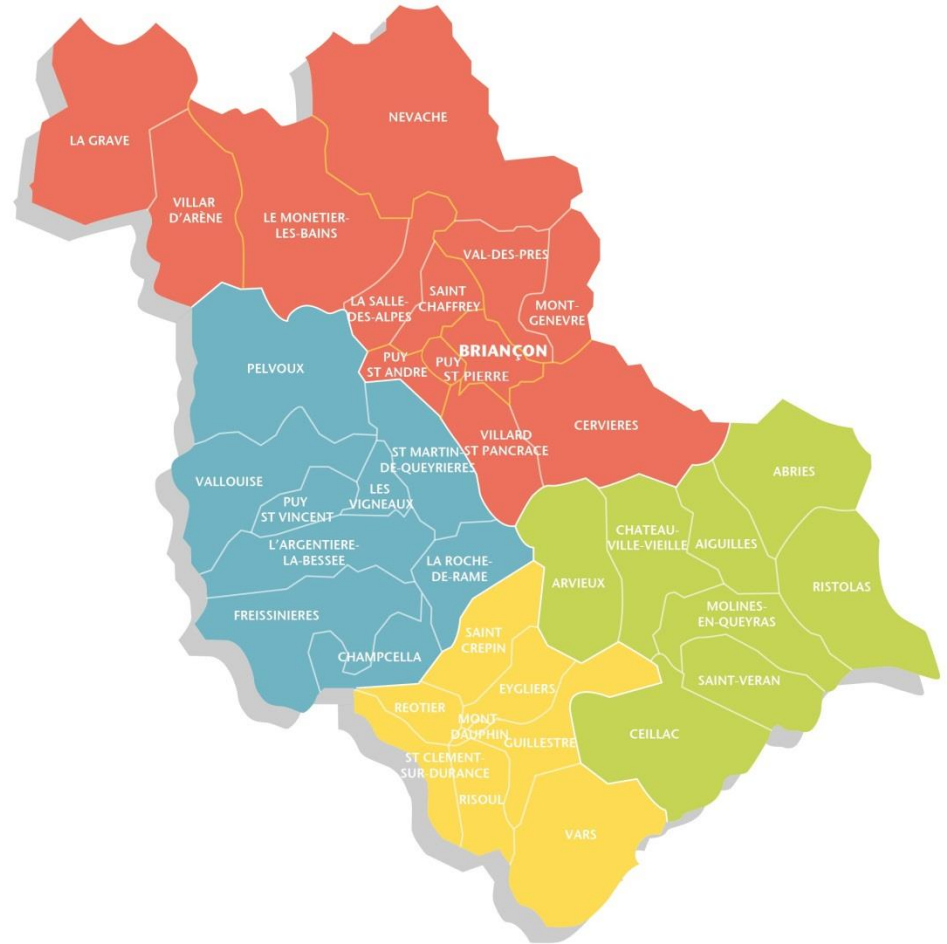 NEVACHE
LA GRAVE
VILLAR
D'ARÈNE
LE MONETIER-
LES-BAINS
VAL-DES-PRES
SAINT
CHAFFREY
LA SALLE-
DES-ALPES
MONT-
GENEVRE
BRIANÇON
PUY
ST ANDRE
PUY
ST PIERRE
PELVOUX
CERVIERES
VILLARD
ST PANCRACE
ST MARTIN-
DE-QUEYRIERES
ABRIES
VALLOUISE
LES
VIGNEAUX
PUY
ST VINCENT
CHATEAU-
VILLE-VIEILLE
AIGUILLES
L'ARGENTIERE-
LA-BESSEE
LA ROCHE-
DE-RAME
ARVIEUX
RISTOLAS
MOLINES-
EN-QUEYRAS
FREISSINIERES
SAINT
CREPIN
CHAMPCELLA
SAINT-VERAN
EYGLIERS
REOTIER
MONT-
DAUPHIN
GUILLESTRE
CEILLAC
ST CLEMENT-
SUR-DURANCE
RISOUL
VARS